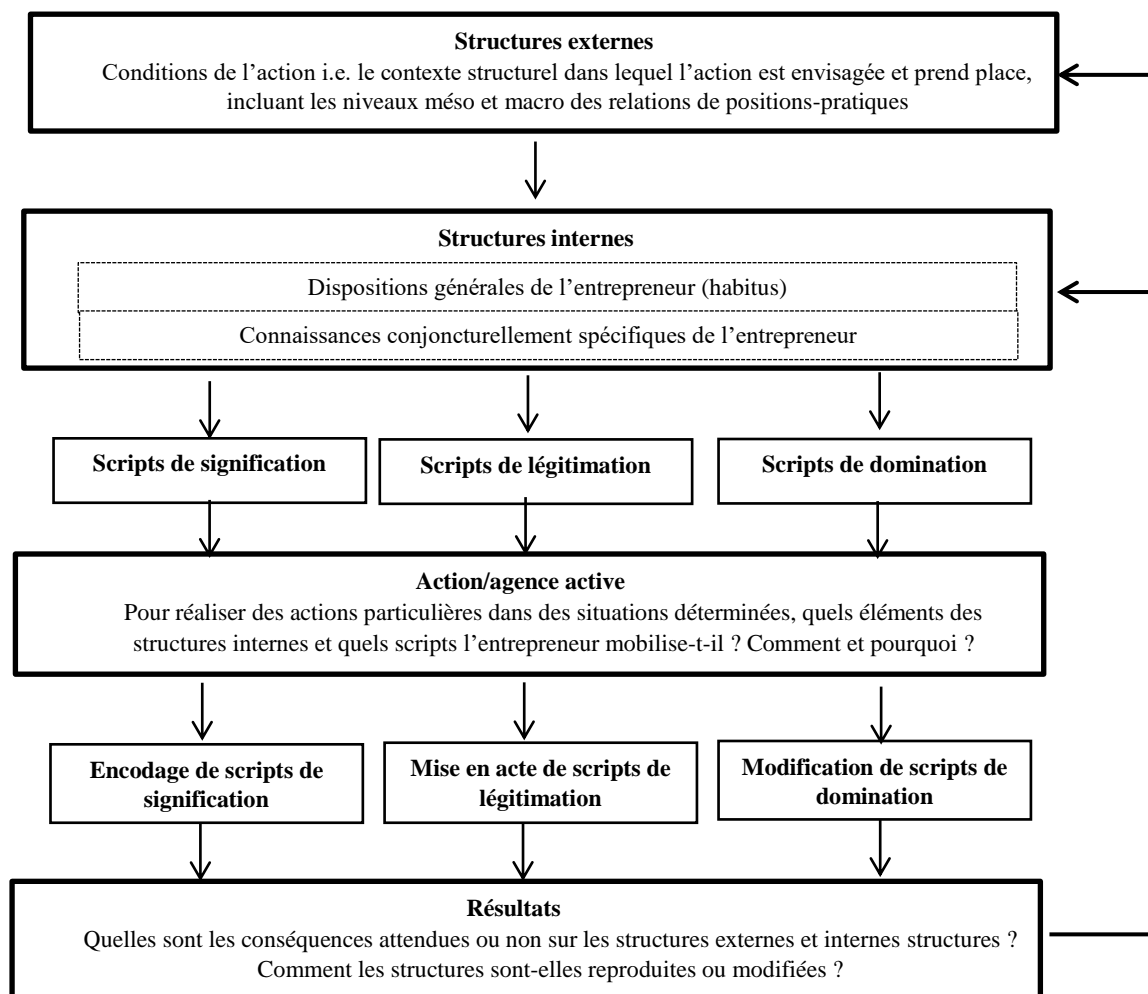 Structures externes
Conditions de l’action i.e. le contexte structurel dans lequel l’action est envisagée et prend place,
incluant les niveaux méso et macro des relations de positions-pratiques
Structures internes
Dispositions générales de l’entrepreneur (habitus)
Connaissances conjoncturellement spécifiques de l’entrepreneur
Scripts de signification
Scripts de légitimation
Scripts de domination
Action/agence active
Pour réaliser des actions particulières dans des situations déterminées, quels éléments des
structures internes et quels scripts l’entrepreneur mobilise-t-il ? Comment et pourquoi ?
Encodage de scripts de
signification
Mise en acte de scripts de
légitimation
Modification de scripts de
domination
Résultats
Quelles sont les conséquences attendues ou non sur les structures externes et internes structures ?
Comment les structures sont-elles reproduites ou modifiées ?